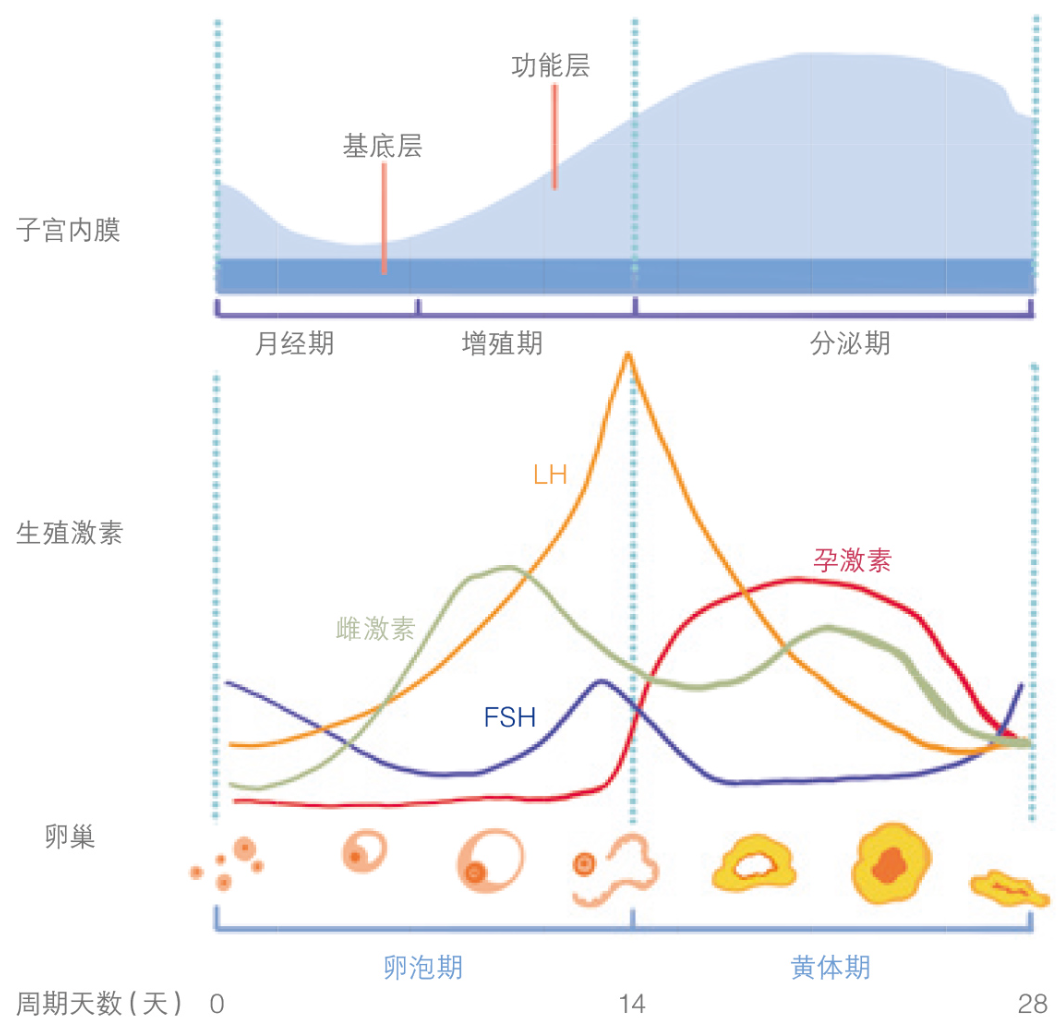 功能层
基底层
子宫内膜
月经期 增殖期 分泌期
LH
生殖激素
孕激素
雌激素
FSH
卵巢
卵泡期 黄体期
周期天数(天) 0 14 28